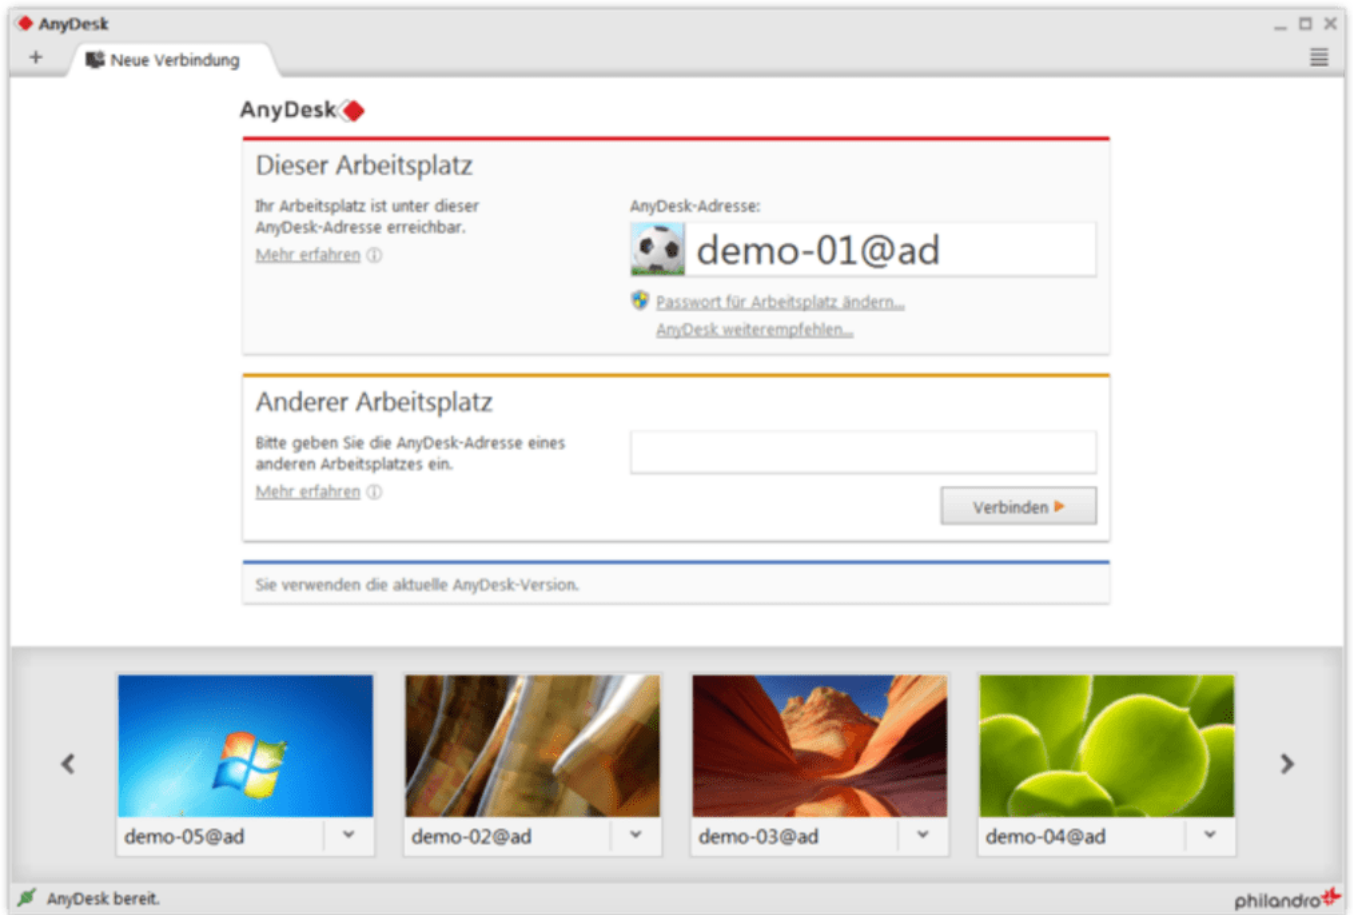 AnyDesk
+ Neue Verbindung
AnyDesk
Dieser Arbeitsplatz
Ihr Arbeitsplatz ist unter dieser
AnyDesk-Adresse erreichbar.
Mehr erfahren
AnyDesk-Adresse:
demo-01@ad
Passwort für Arbeitsplatz ändern...
AnyDesk weiterempfehlen...
Anderer Arbeitsplatz
Bitte geben Sie die AnyDesk-Adresse eines
anderen Arbeitsplatzes ein.
Mehr erfahren
Verbinden
Sie verwenden die aktuelle AnyDesk-Version.
demo-05@ad
demo-02@ad
demo-03@ad
demo-04@ad
AnyDesk bereit.
philandro